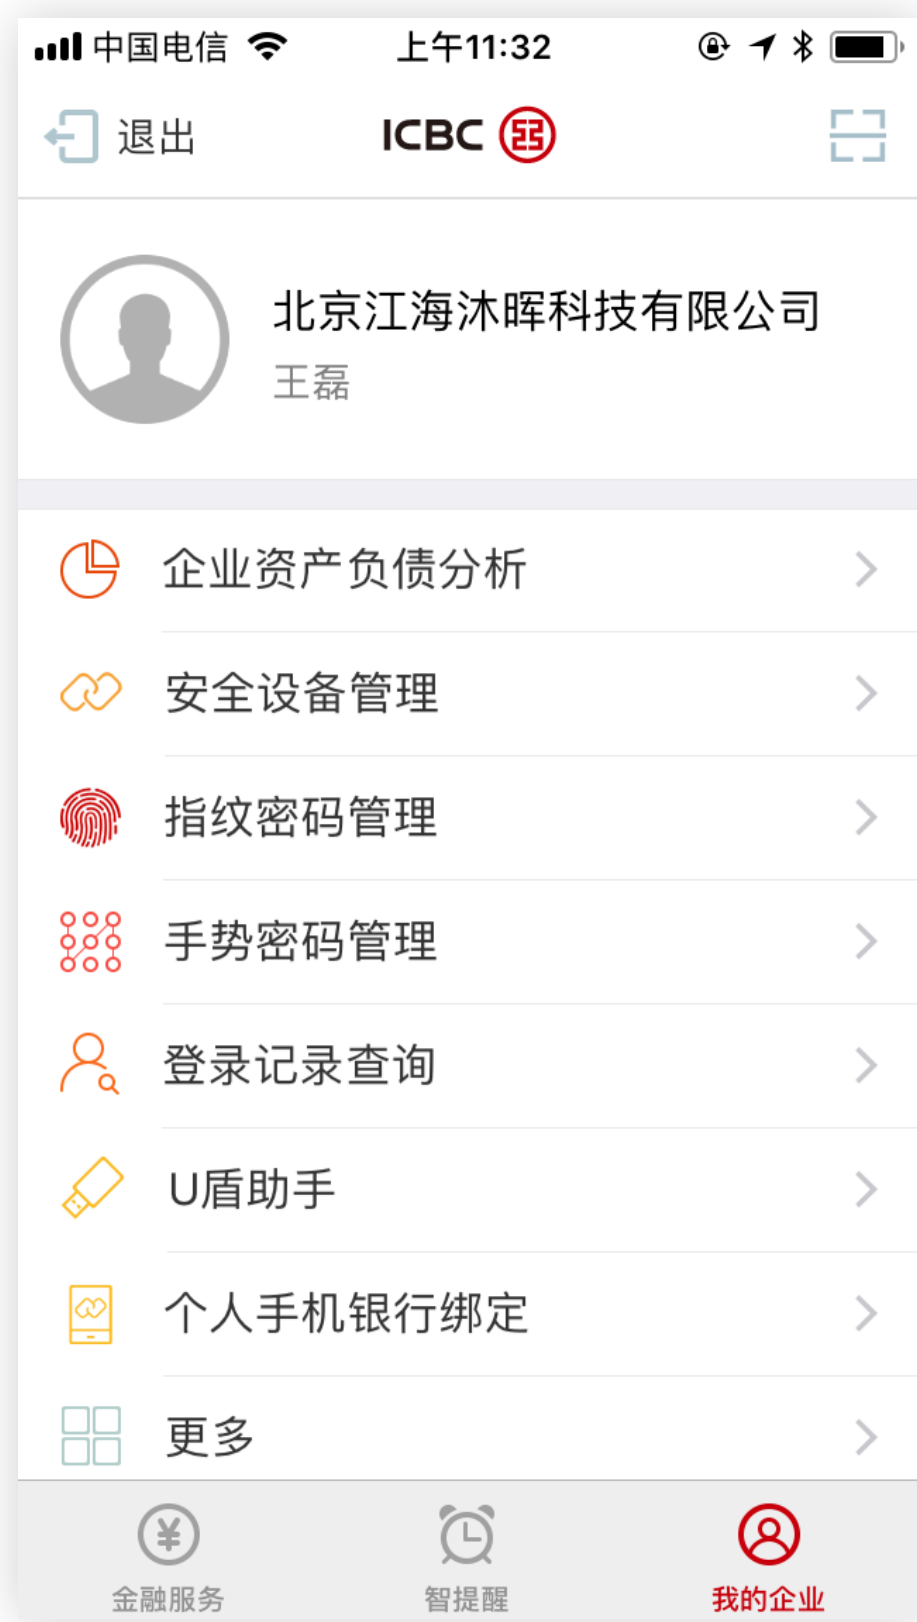 中国电信 上午11:32
退出 ICBC
北京江海沐晖科技有限公司
王磊
企业资产负债分析
安全设备管理
指纹密码管理
手势密码管理
登录记录查询
U盾助手
个人手机银行绑定
更多
金融服务 智提醒 我的企业